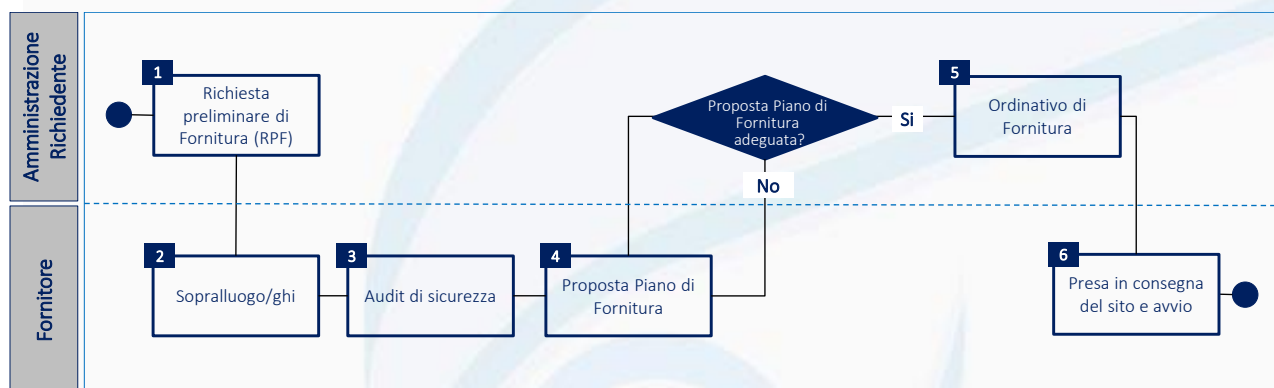 Amministrazione
Richiedente
1
Richiesta
preliminare di
Fornitura (RPF)
Proposta Piano di
Fornitura
adeguata?
Si
No
5
Ordinativo di
Fornitura
Fornitore
2
Sopralluogo/ghi
3
Audit di sicurezza
4
Proposta Piano di
Fornitura
6
Presa in consegna
del sito e avvio